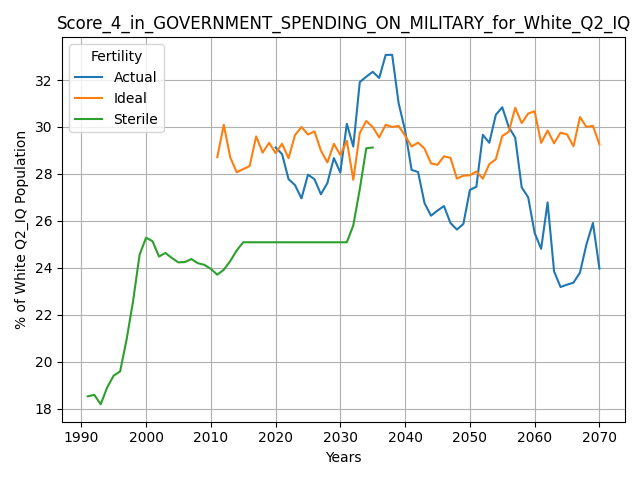 Score_4_in_GOVERNMENT_SPENDING_ON_MILITARY_for_White_Q2_IQ
Fertility
Actual
Ideal
Sterile
% of White Q2_IQ Population
32
30
28
26
24
22
20
18
1990 2000 2010 2020 2030 2040 2050 2060 2070
Years